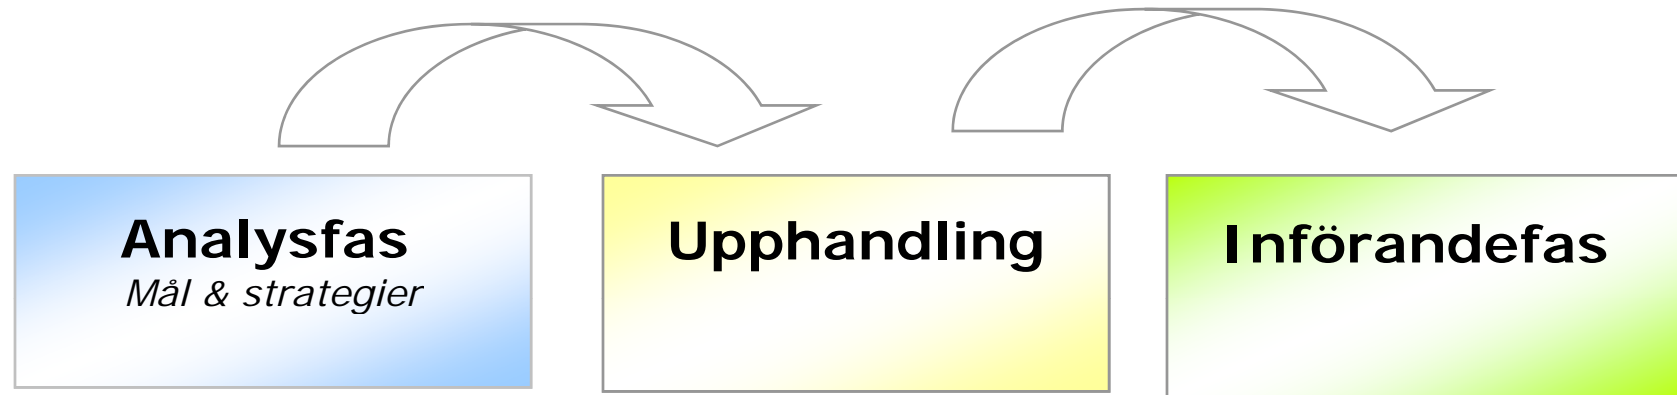 Analysfas
Mål & strategier
Upphandling
Införandefas